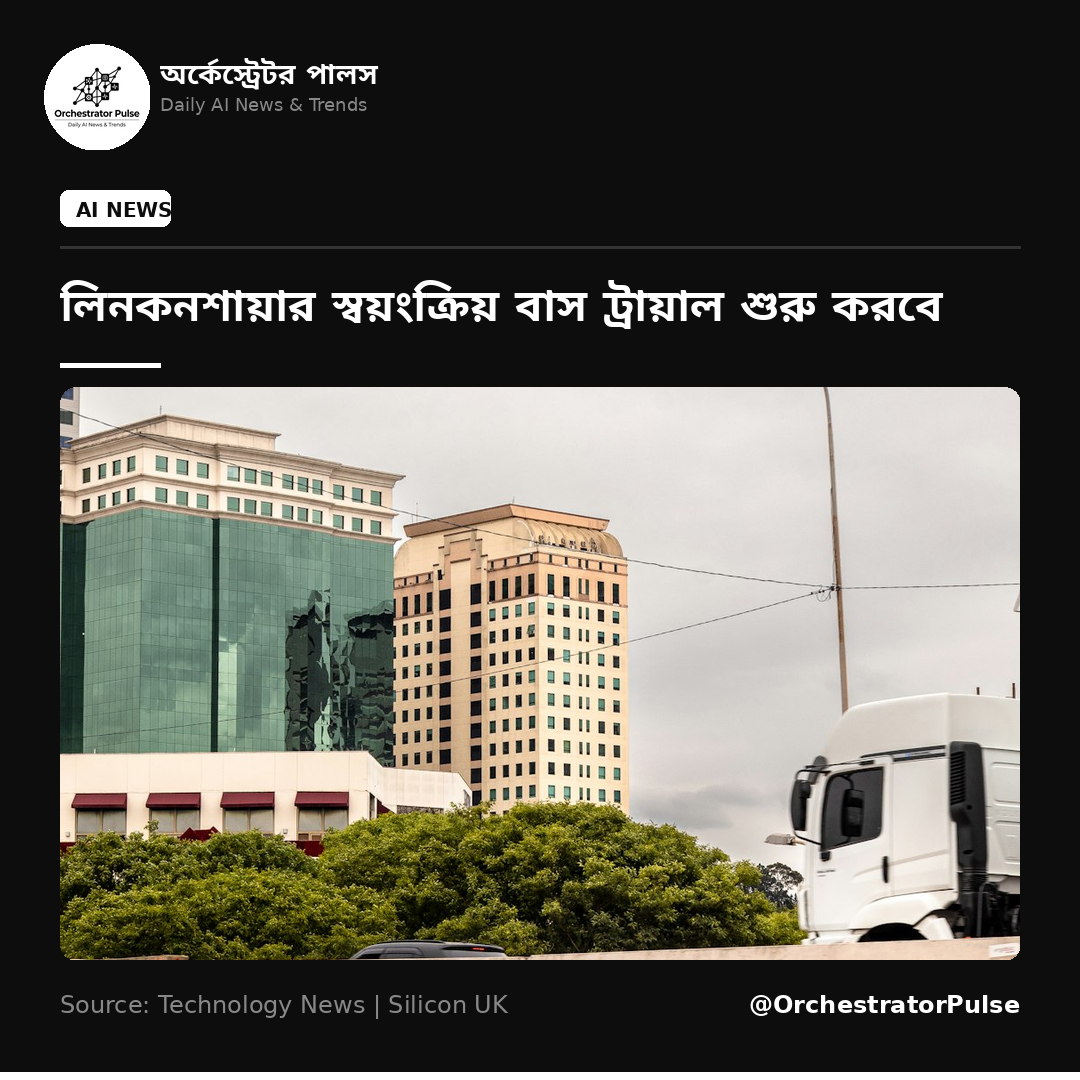 অর্কেস্ট্রেটর পালস
Daily AI News & Trends
Orchestrator Pulse
Daily AI News & Trends
AI NEWS
লিনকনশায়ার স্বয়ংক্রিয় বাস ট্রায়াল শুরু করবে
Source: Technology News | Silicon UK
@OrchestratorPulse